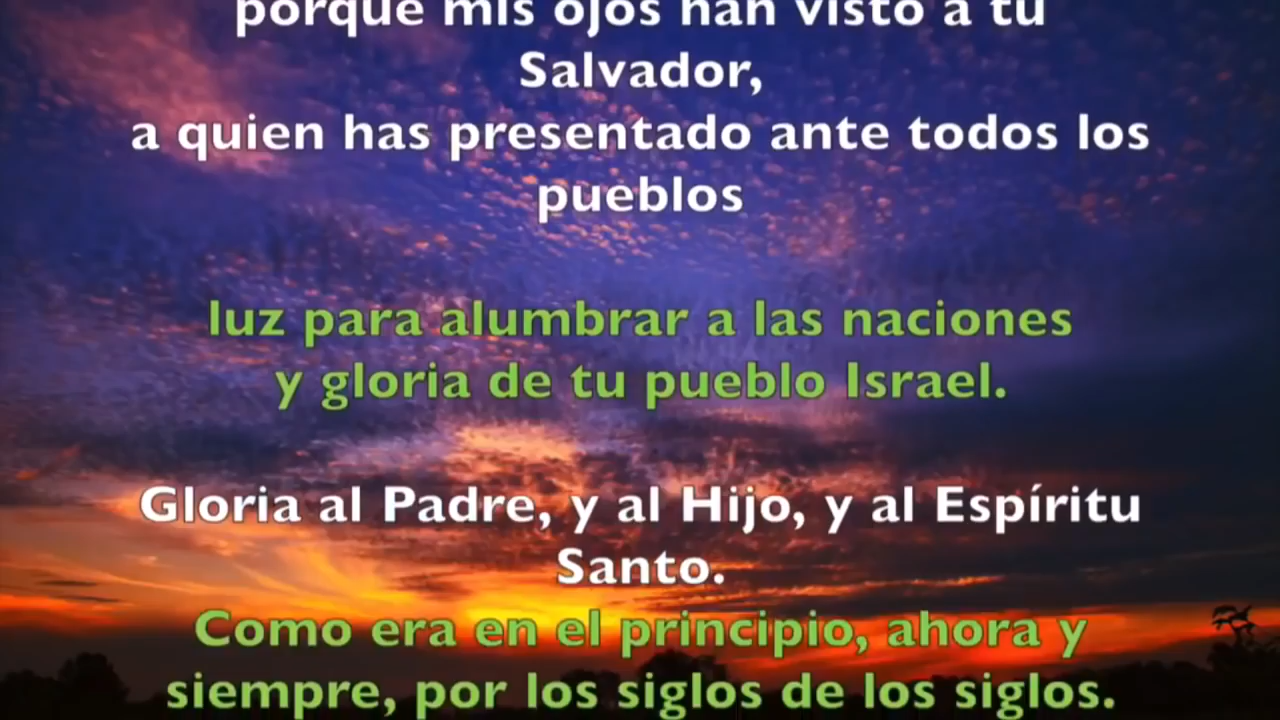 porque mis ojos han visto a tu
Salvador,
a quien has presentado ante todos los
pueblos
luz para alumbrar a las naciones
y gloria de tu pueblo Israel.
Gloria al Padre, y al Hijo, y al Espíritu
Santo.
Como era en el principio, ahora y
siempre, por los siglos de los siglos.